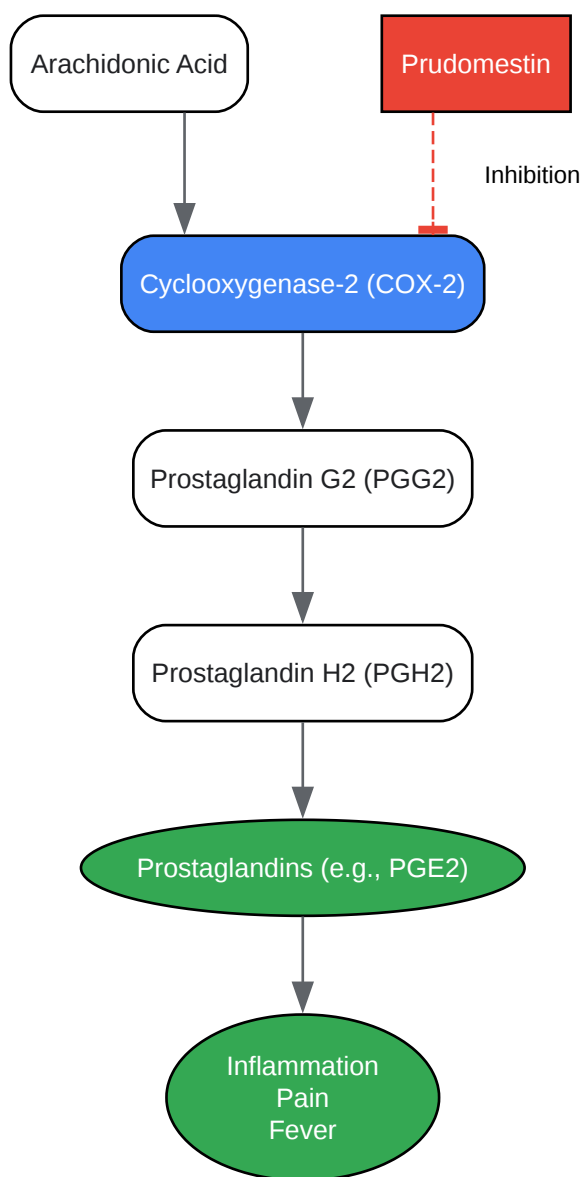 Arachidonic Acid
Prudomestin
Inhibition
Cyclooxygenase-2 (COX-2)
Prostaglandin G2 (PGG2)
Prostaglandin H2 (PGH2)
Prostaglandins (e.g., PGE2)
Inflammation
Pain
Fever